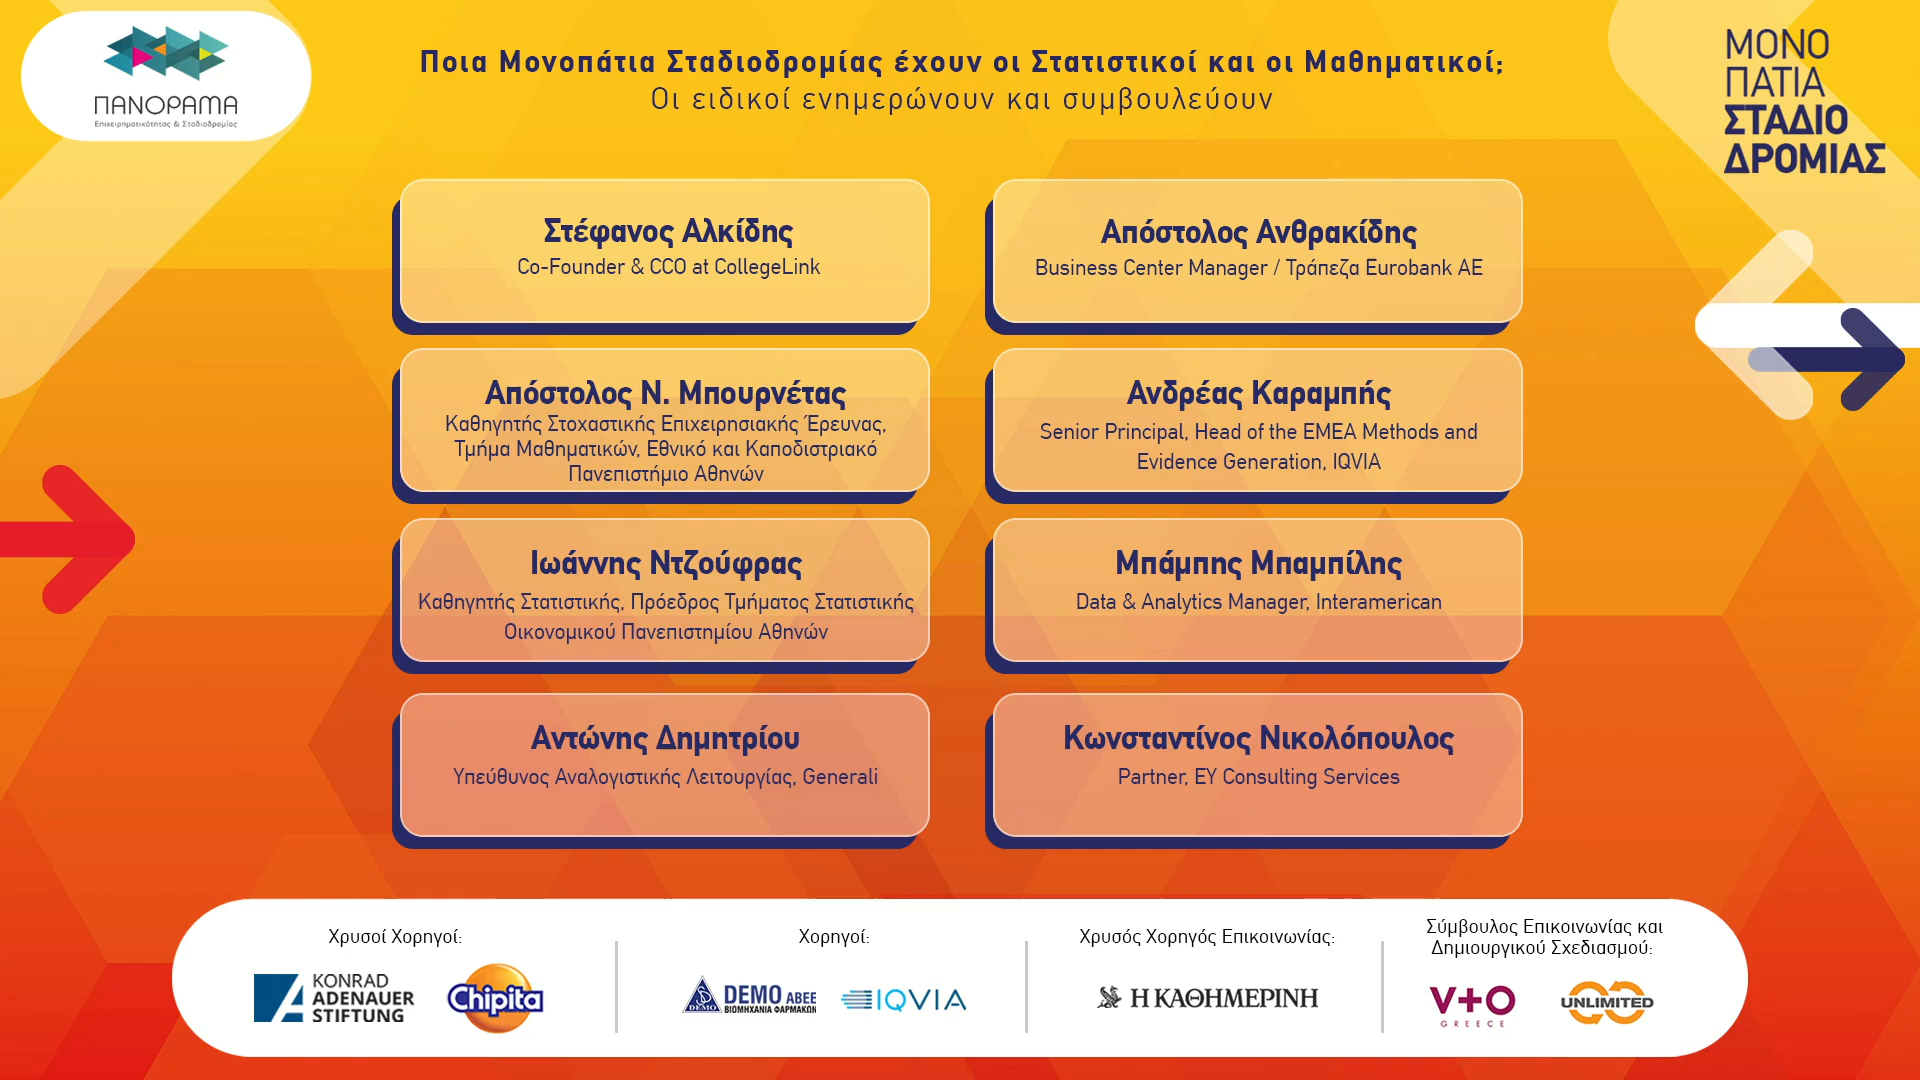 ΠΑΝΟΡΑΜΑ
Επιχειρηματικότητας & Σταδιοδρομίας
Ποια Μονοπάτια Σταδιοδρομίας έχουν οι Στατιστικοί και οι Μαθηματικοί;
Οι ειδικοί ενημερώνουν και συμβουλεύουν
ΜΟΝΟ
ΠΑΤΙΑ
ΣΤΑΔΙΟ
ΔΡΟΜΙΑΣ
Στέφανος Αλκίδης
Co-Founder & CCO at CollegeLink
Απόστολος Ανθρακίδης
Business Center Manager / Τράπεζα Eurobank AE
Απόστολος Ν. Μπουρνέτας
Καθηγητής Στοχαστικής Επιχειρησιακής Έρευνας,
Τμήμα Μαθηματικών, Εθνικό και Καποδιστριακό
Πανεπιστήμιο Αθηνών
Ανδρέας Καραμπής
Senior Principal, Head of the EMEA Methods and
Evidence Generation, IQVIA
Ιωάννης Ντζούφρας
Καθηγητής Στατιστικής, Πρόεδρος Τμήματος Στατιστικής
Οικονομικού Πανεπιστημίου Αθηνών
Μπάμπης Μπαμπίλης
Data & Analytics Manager, Interamerican
Αντώνης Δημητρίου
Υπεύθυνος Αναλογιστικής Λειτουργίας, Generali
Κωνσταντίνος Νικολόπουλος
Partner, EY Consulting Services
Χρυσοί Χορηγοί:
KONRAD
ADENAUER
STIFTUNG
Chipita
Χορηγοί:
DEMO
DEMO ΑΒΕΕ
ΒΙΟΜΗΧΑΝΙΑ ΦΑΡΜΑΚΩΝ
IQVIA
Χρυσός Χορηγός Επικοινωνίας:
Η ΚΑΘΗΜΕΡΙΝΗ
Σύμβουλος Επικοινωνίας και
Δημιουργικού Σχεδιασμού:
V+O
GREECE
UNLIMITED